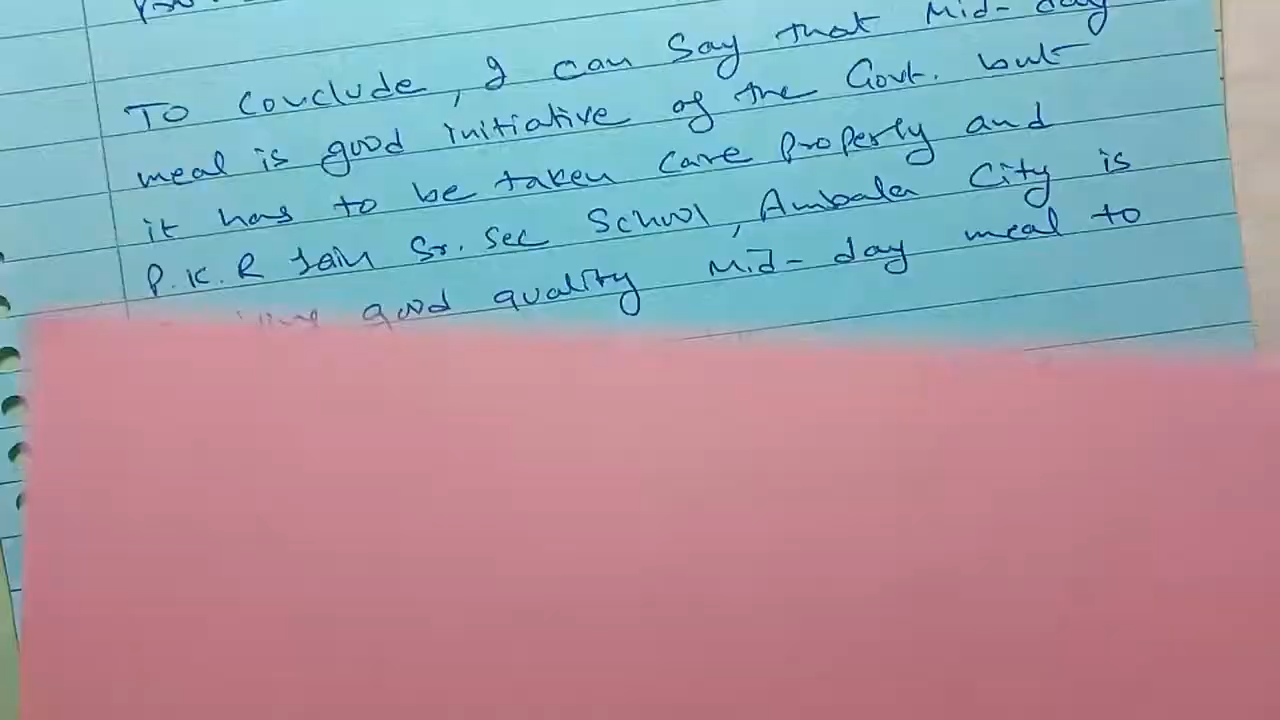 To conclude, I can say that Mid-day
meal is good initiative of the Govt. but
it has to be taken care properly and
P.K.R Jain Sr. Sec School, Ambala City is
good quality Mid-day meal to